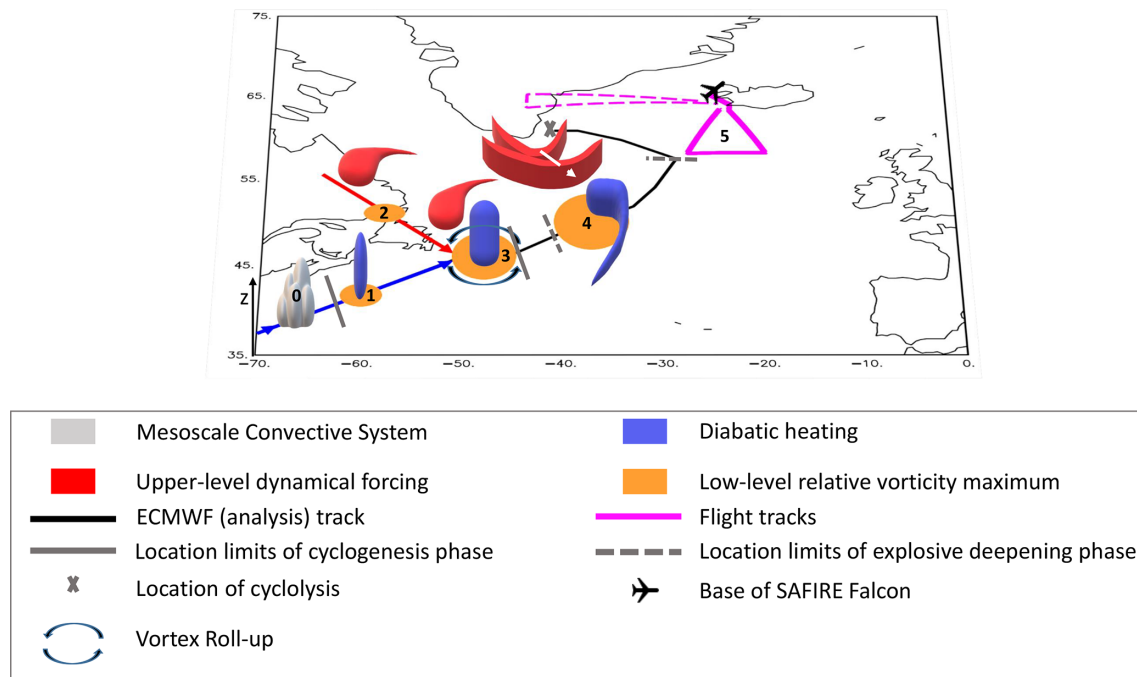 75.
65.
5
55.
2
4
3
45.
0
1
Z
35.
−70.
−60.
−50.
−40.
−30.
−20.
−10.
0.
Mesoscale Convective System
Diabatic heating
Upper-level dynamical forcing
Low-level relative vorticity maximum
ECMWF (analysis) track
Flight tracks
Location limits of cyclogenesis phase
Location limits of explosive deepening phase
Location of cyclolysis
Base of SAFIRE Falcon
Vortex Roll-up